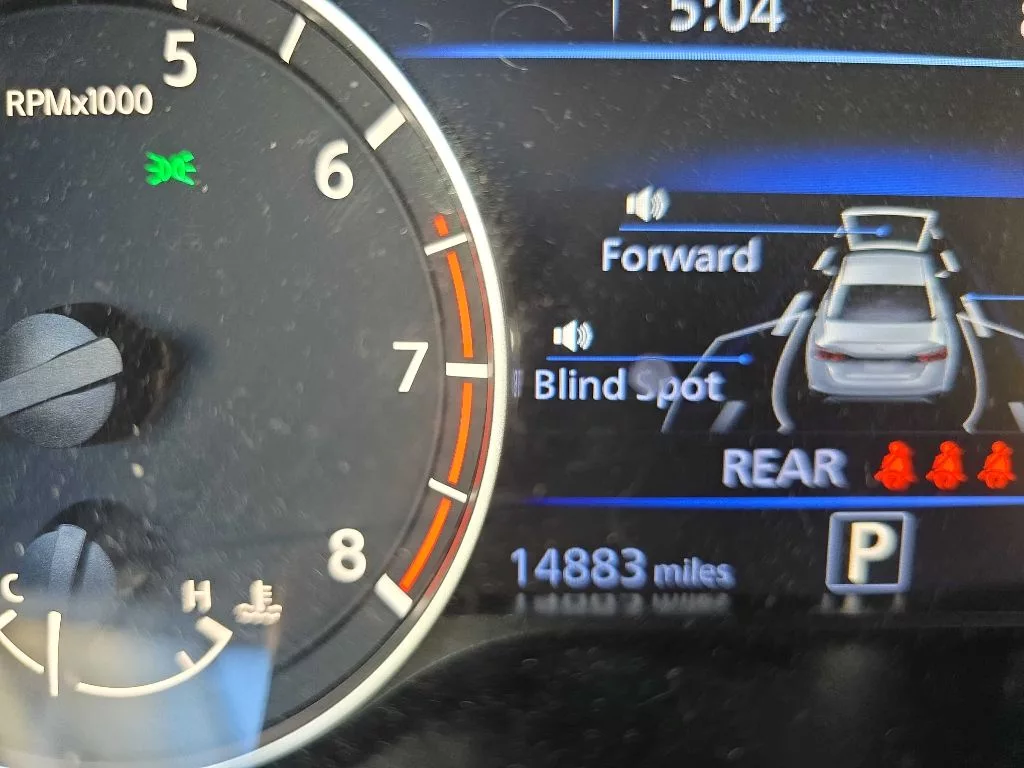 5:04
5
RPMx1000
6
Forward
7
Blind Spot
REAR
8
14883 miles
P
C
H